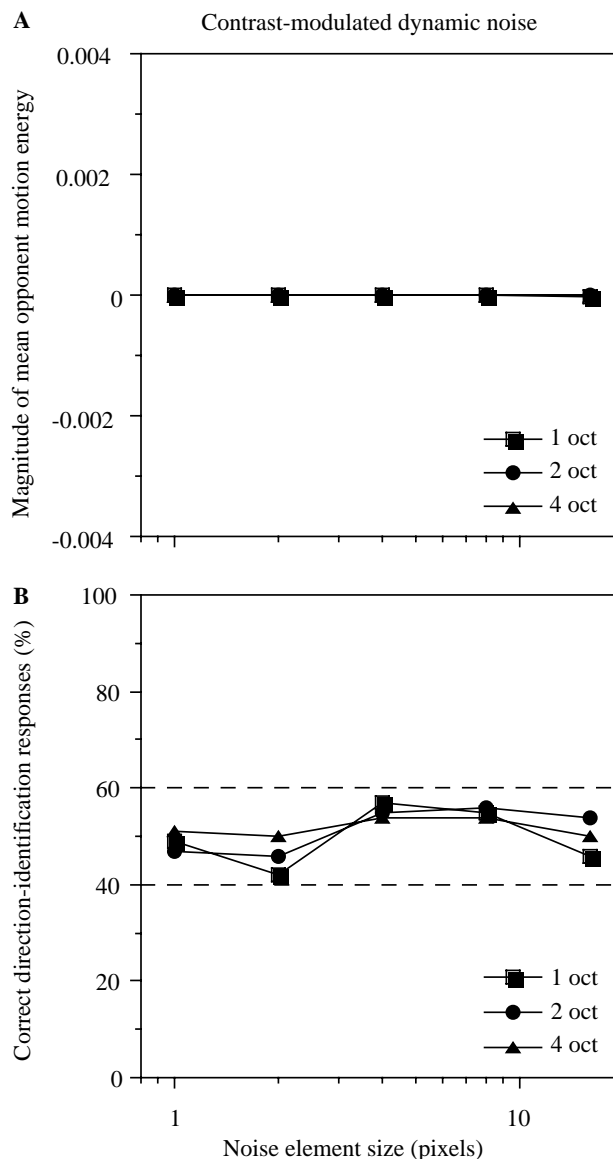 A
Contrast-modulated dynamic noise
Magnitude of mean opponent motion energy
0.004
0.002
0
-0.002
-0.004
1 oct
2 oct
4 oct
B
Correct direction-identification responses (%)
100
80
60
40
20
0
1 oct
2 oct
4 oct
1
10
Noise element size (pixels)